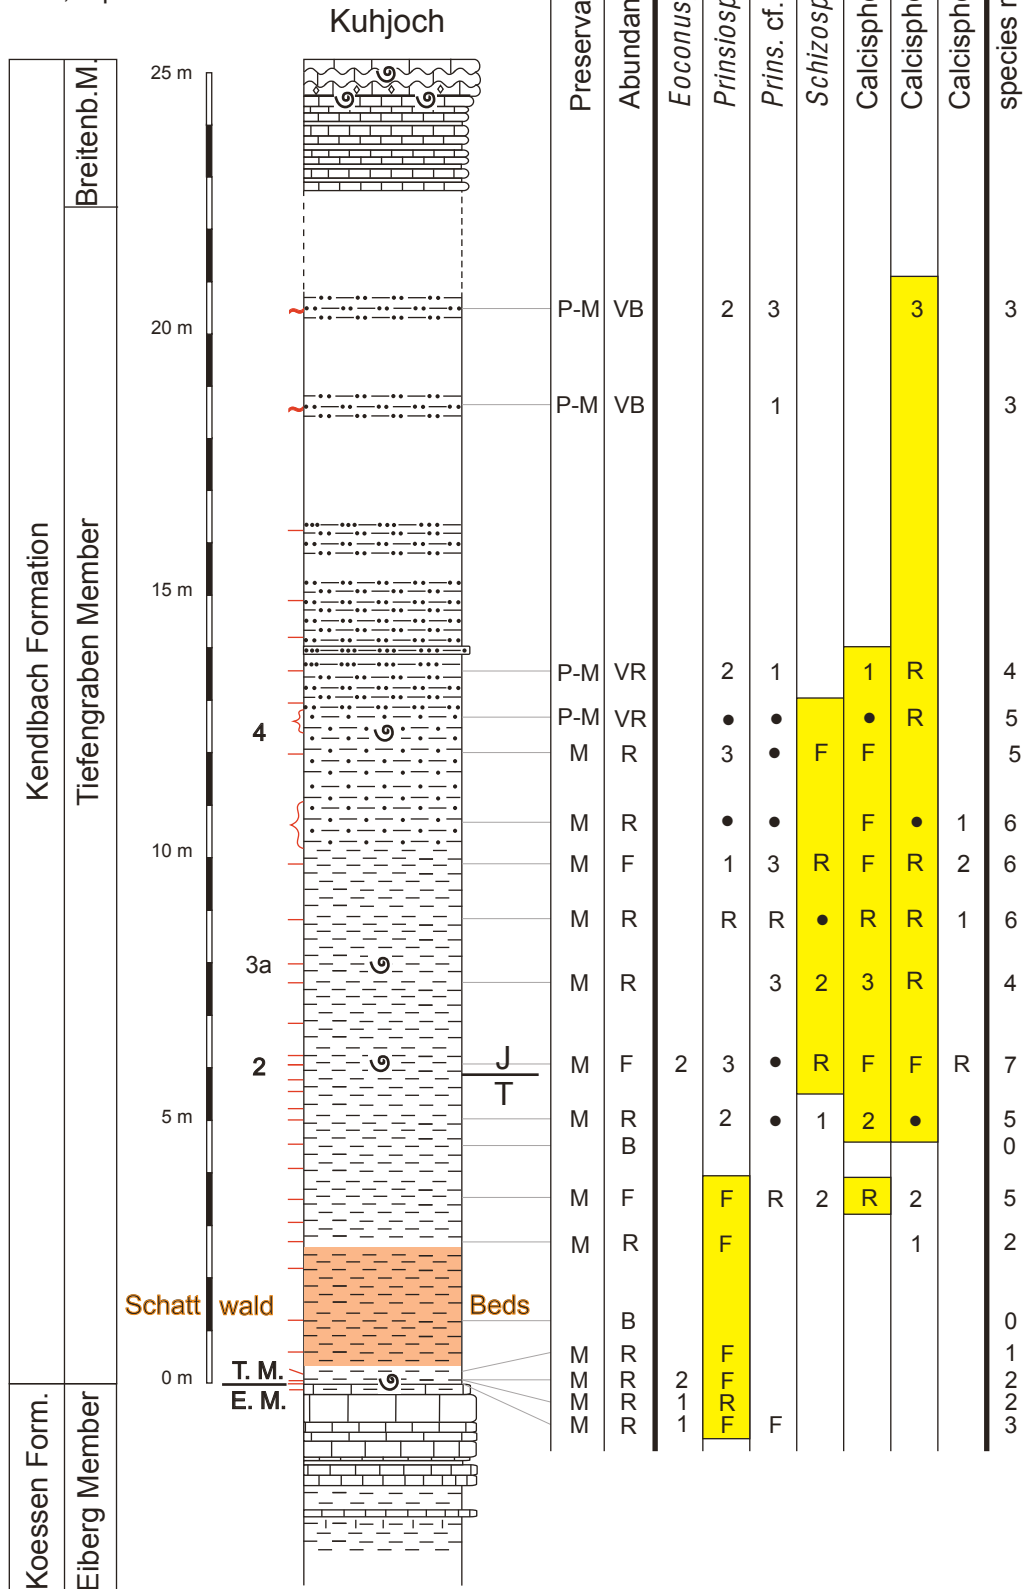 Kuhjoch
Preserva
Abundan
Eoconus
Prinsiosp
Prins. cf.
Schizosp
Calcisphe
Calcisphe
Calcisphe
species r
Breitenb.M.
Kendlbach Formation
Tiefengraben Member
Koessen Form.
Eiberg Member
25 m
20 m
15 m
10 m
5 m
0 m
4
3a
2
J
T
Schatt wald Beds
T. M.
E. M.
~ P-M VB 2 3 3 3
~ P-M VB 1 3
P-M VR 2 1 1 R 4
P-M VR • • • R 5
M R 3 • F F 5
M R • • F • 1 6
M F 1 3 R F R 2 6
M R R R • R R 1 6
M R 3 2 3 R 4
M F 2 3 • R F F R 7
M R 2 • 1 2 • 5
B 0
M F F R 2 R 2 5
M R F 1 2
B 0
M R F 1
M R 2 F 2
M R 1 R 2
M R 1 F F 3